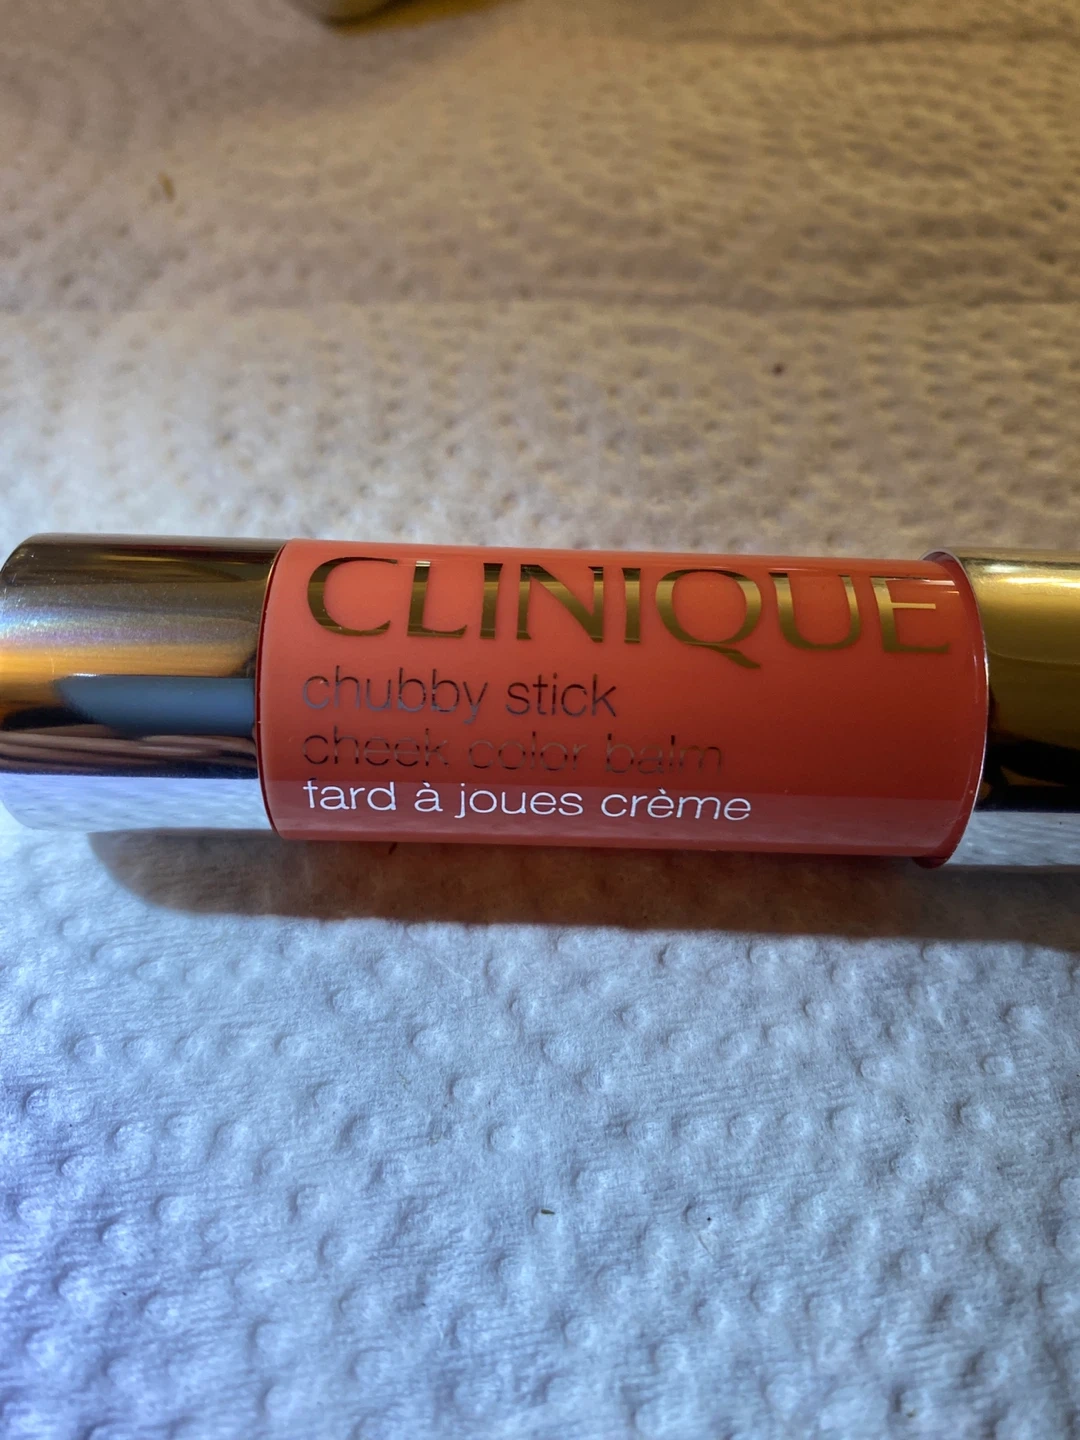 CLINIQUE
chubby stick
cheek color balm
fard à joues crème